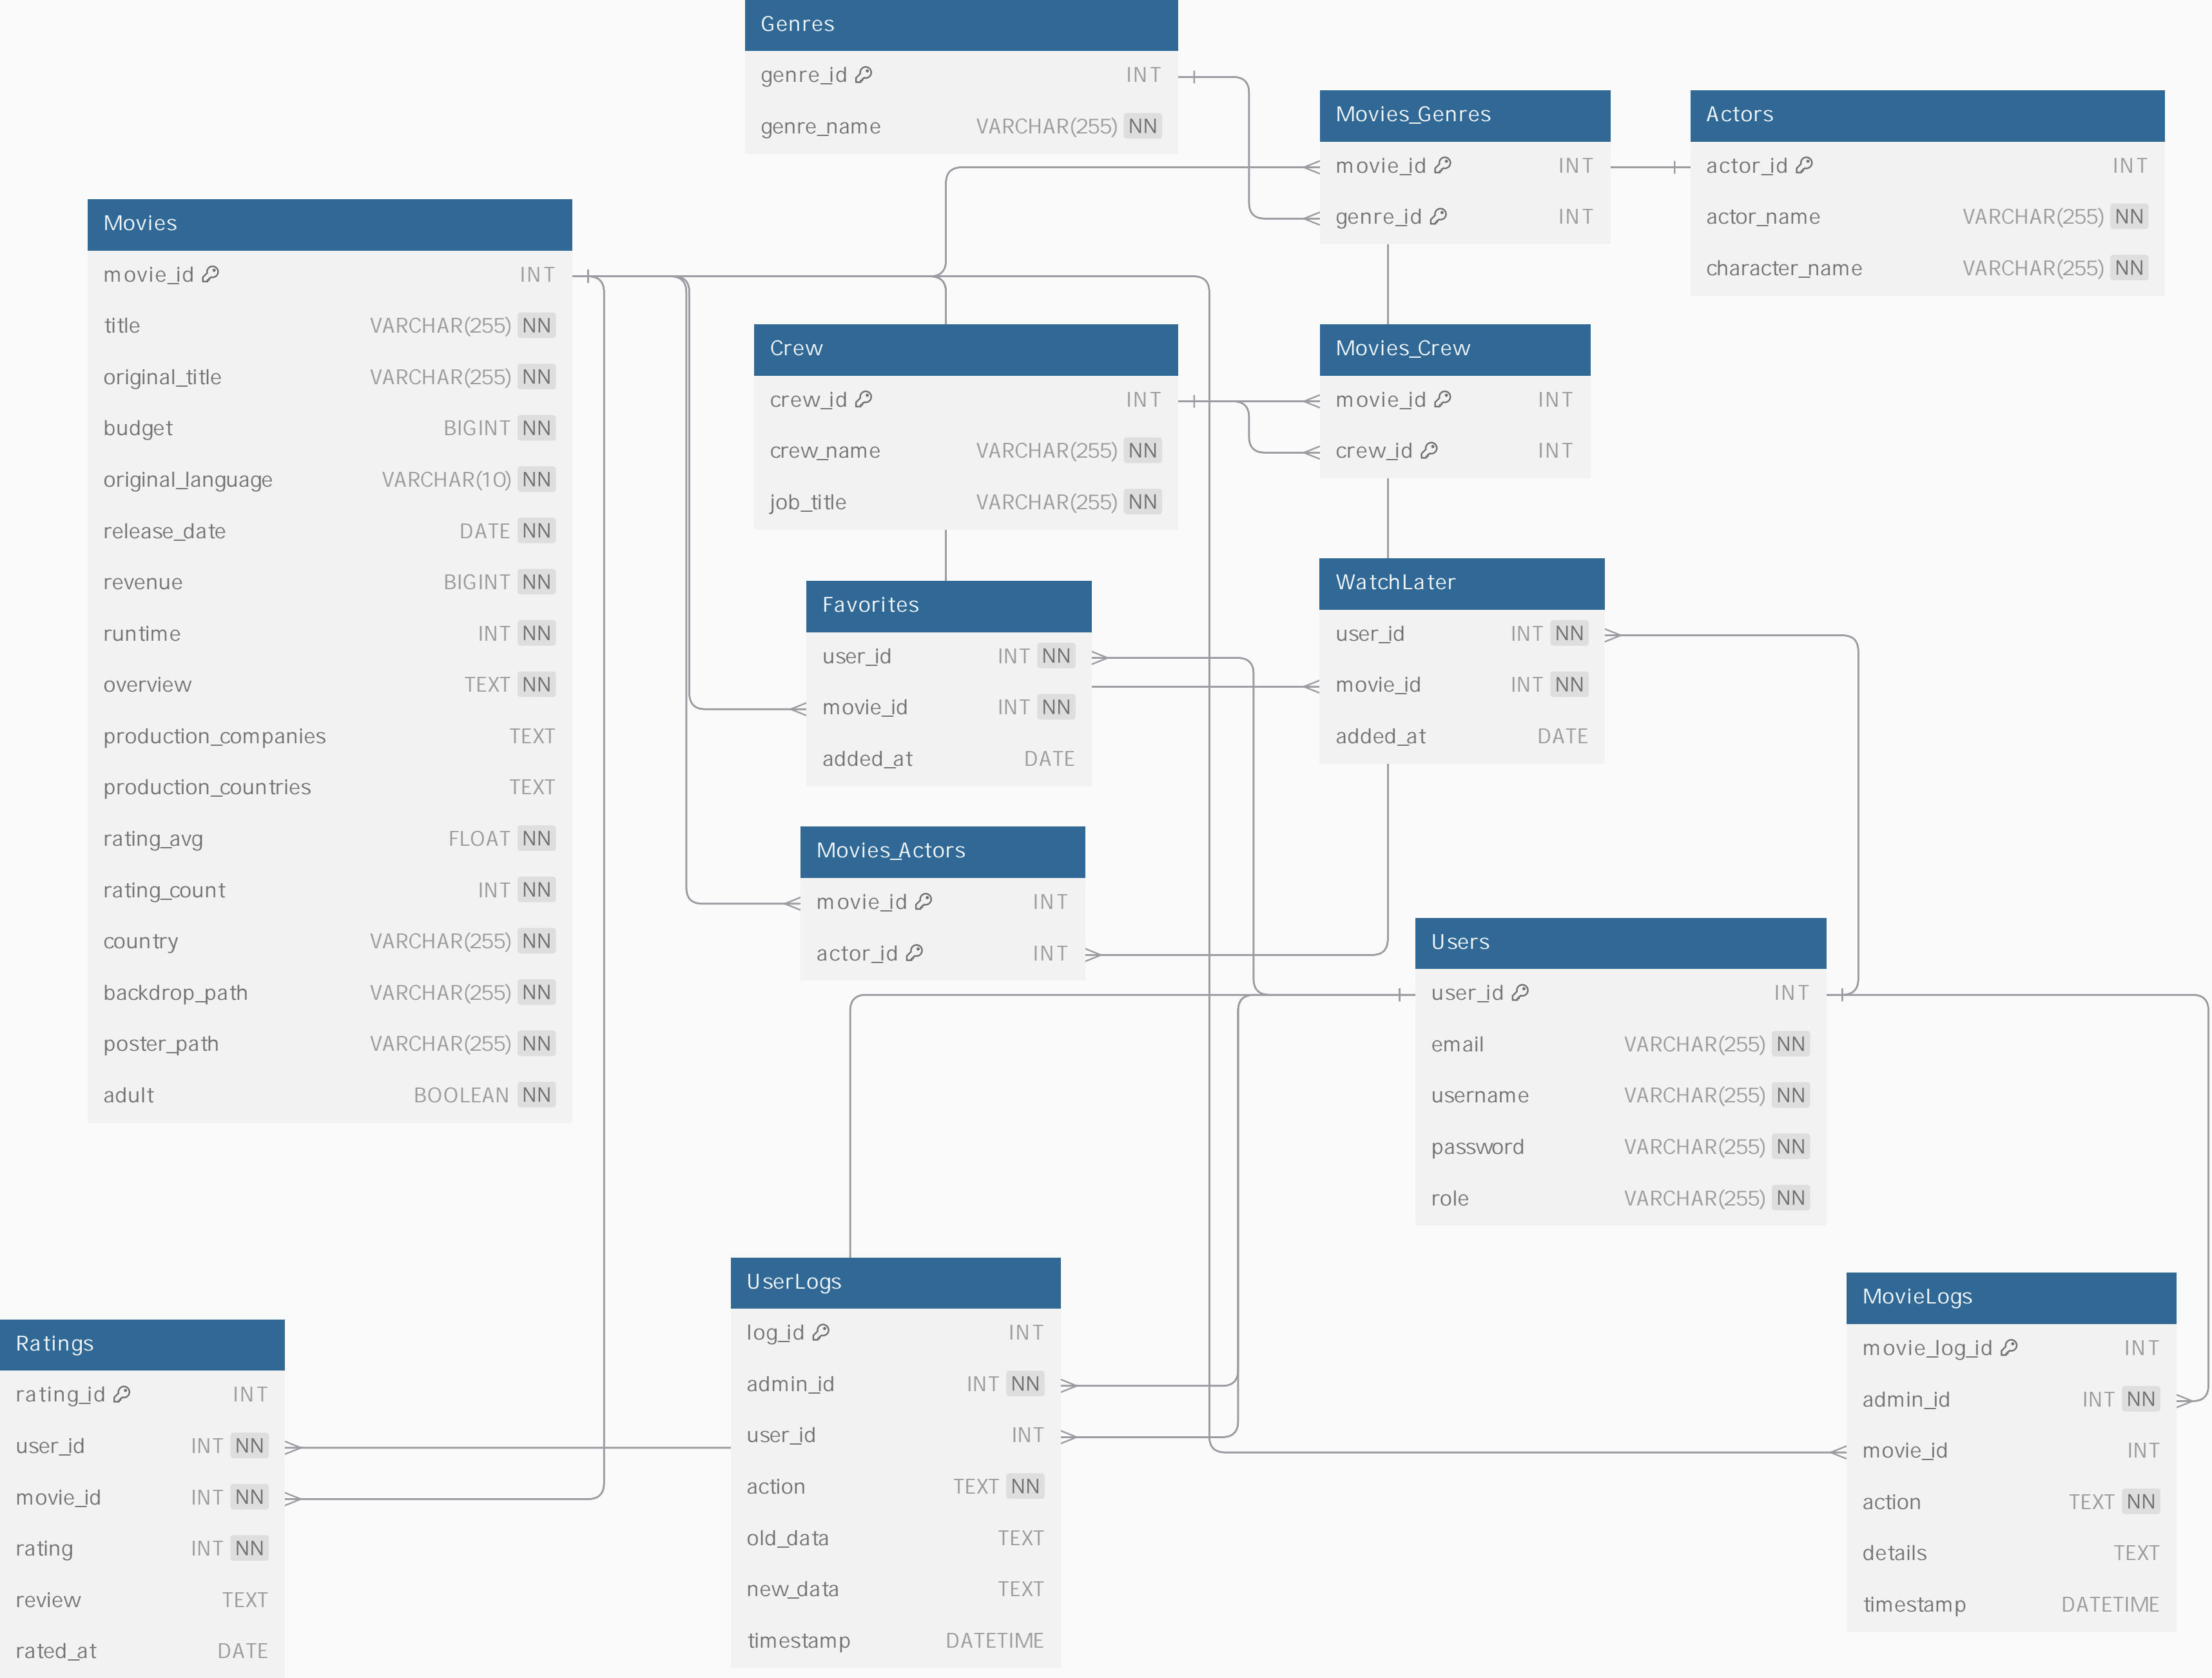 Genres
genre_id INT
genre_name VARCHAR(255) NN
Movies_Genres
movie_id INT
genre_id INT
Actors
actor_id INT
actor_name VARCHAR(255) NN
character_name VARCHAR(255) NN
Movies
movie_id INT
title VARCHAR(255) NN
original_title VARCHAR(255) NN
budget BIGINT NN
original_language VARCHAR(10) NN
release_date DATE NN
revenue BIGINT NN
runtime INT NN
overview TEXT NN
production_companies TEXT
production_countries TEXT
rating_avg FLOAT NN
rating_count INT NN
country VARCHAR(255) NN
backdrop_path VARCHAR(255) NN
poster_path VARCHAR(255) NN
adult BOOLEAN NN
Crew
crew_id INT
crew_name VARCHAR(255) NN
job_title VARCHAR(255) NN
Movies_Crew
movie_id INT
crew_id INT
Favorites
user_id INT NN
movie_id INT NN
added_at DATE
WatchLater
user_id INT NN
movie_id INT NN
added_at DATE
Movies_Actors
movie_id INT
actor_id INT
Users
user_id INT
email VARCHAR(255) NN
username VARCHAR(255) NN
password VARCHAR(255) NN
role VARCHAR(255) NN
UserLogs
log_id INT
admin_id INT NN
user_id INT
action TEXT NN
old_data TEXT
new_data TEXT
timestamp DATETIME
MovieLogs
movie_log_id INT
admin_id INT NN
movie_id INT
action TEXT NN
details TEXT
timestamp DATETIME
Ratings
rating_id INT
user_id INT NN
movie_id INT NN
rating INT NN
review TEXT
rated_at DATE